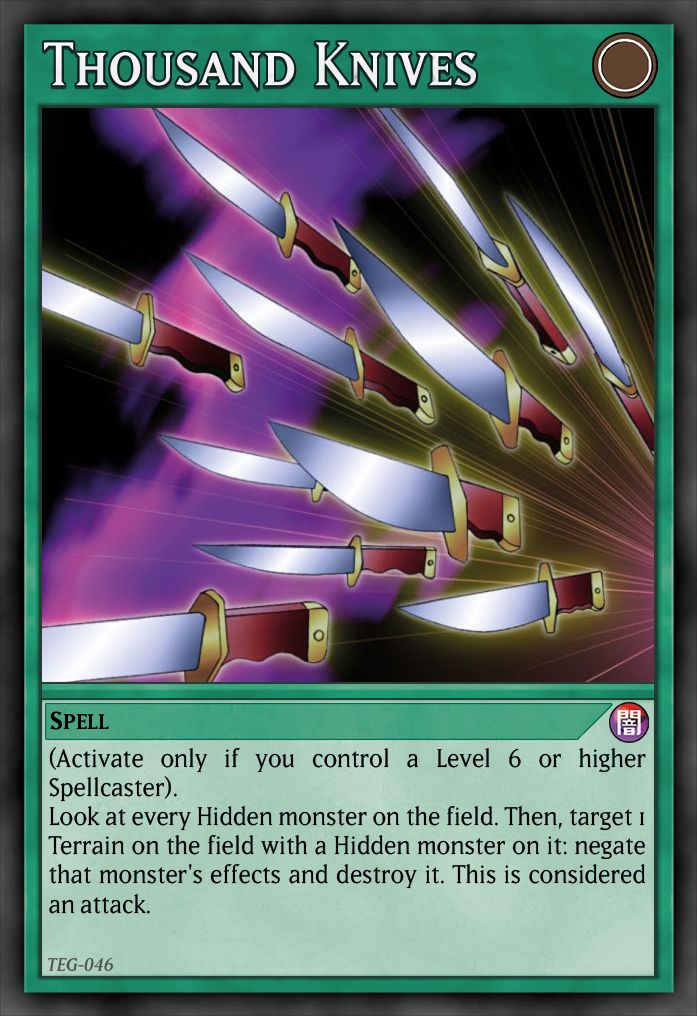 Thousand Knives
Spell
闇
(Activate only if you control a Level 6 or higher
Spellcaster).
Look at every Hidden monster on the field. Then, target 1
Terrain on the field with a Hidden monster on it: negate
that monster's effects and destroy it. This is considered
an attack.
TEG-046